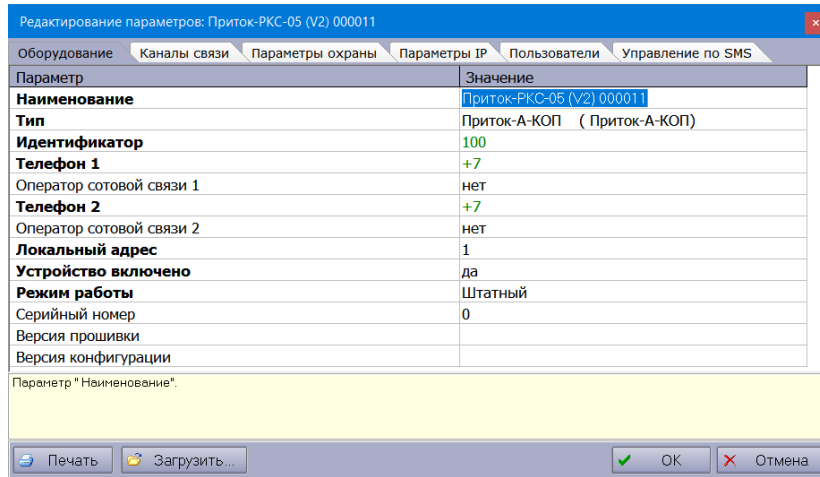 Редактирование параметров: Приток-РКС-05 (V2) 000011
Оборудование Каналы связи Параметры охраны Параметры IP Пользователи Управление по SMS
Параметр Значение
Наименование Приток-РКС-05 (V2) 000011
Тип Приток-А-КОП ( Приток-А-КОП)
Идентификатор 100
Телефон 1 +7
Оператор сотовой связи 1 нет
Телефон 2 +7
Оператор сотовой связи 2 нет
Локальный адрес 1
Устройство включено да
Режим работы Штатный
Серийный номер 0
Версия прошивки
Версия конфигурации
Параметр " Наименование".
Печать Загрузить... OK Отмена